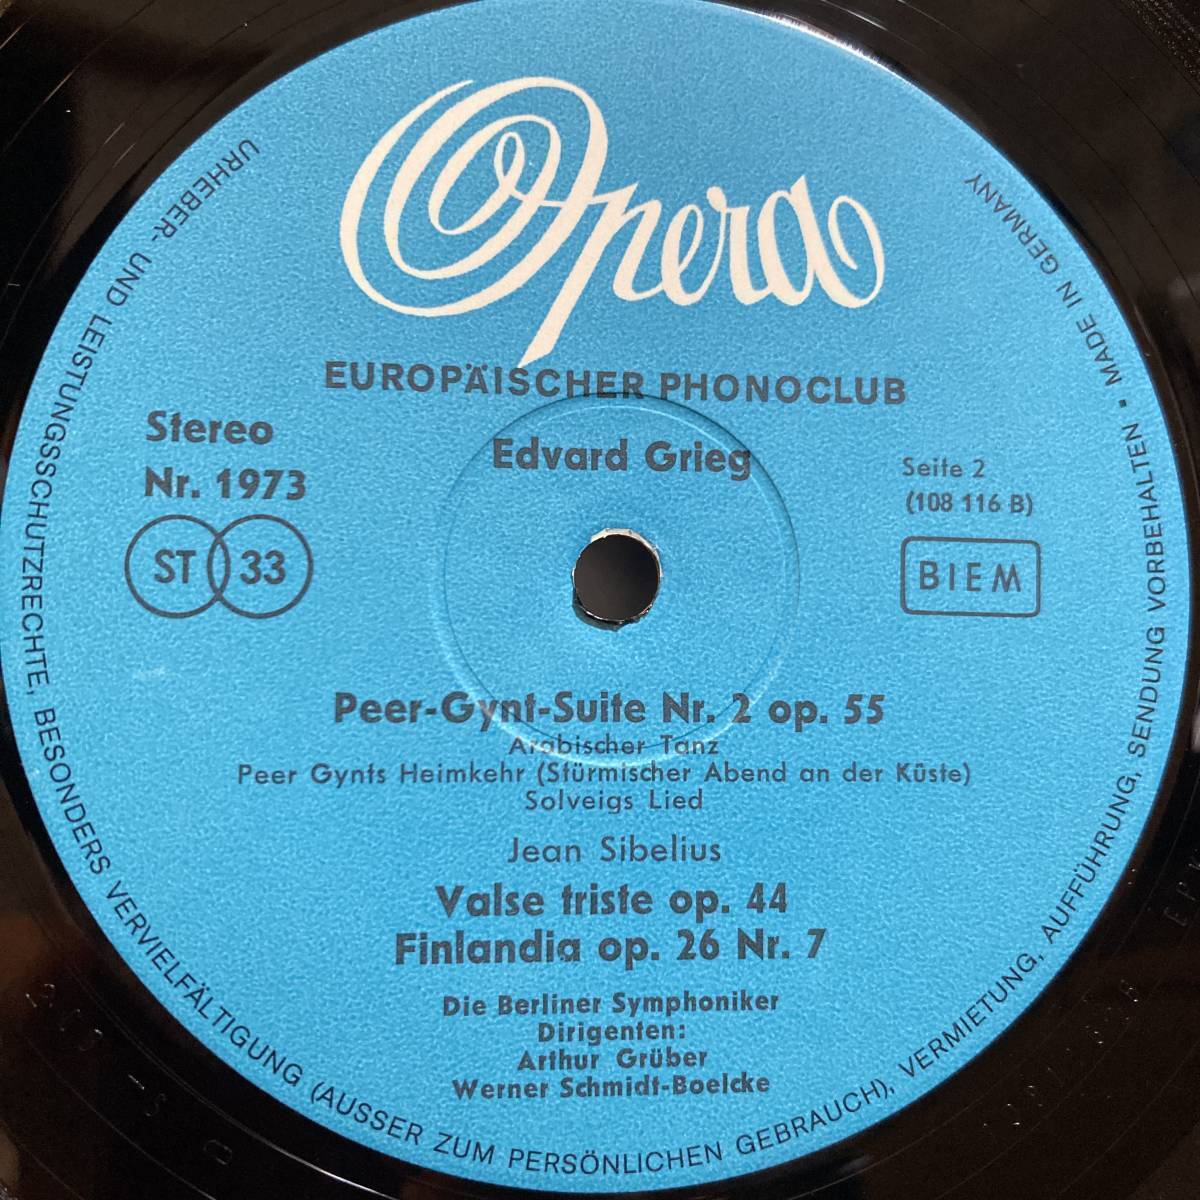 Opera
EUROPÄISCHER PHONOCLUB
Stereo
Nr. 1973
ST 33
Edvard Grieg
Seite 2
(108 116 B)
BIEM
Peer-Gynt-Suite Nr. 2 op. 55
Arabischer Tanz
Peer Gynts Heimkehr (Stürmischer Abend an der Küste)
Solveigs Lied
Jean Sibelius
Valse triste op. 44
Finlandia op. 26 Nr. 7
Die Berliner Symphoniker
Dirigenten:
Arthur Grüber
Werner Schmidt-Boelcke
URHEBER- UND LEISTUNGSSCHUTZRECHTE, BESONDERS VERVIELFÄLTIGUNG (AUSSER ZUM PERSÖNLICHEN GEBRAUCH), VERMIETUNG, AUFFÜHRUNG, SENDUNG VORBEHALTEN • MADE IN GERMANY